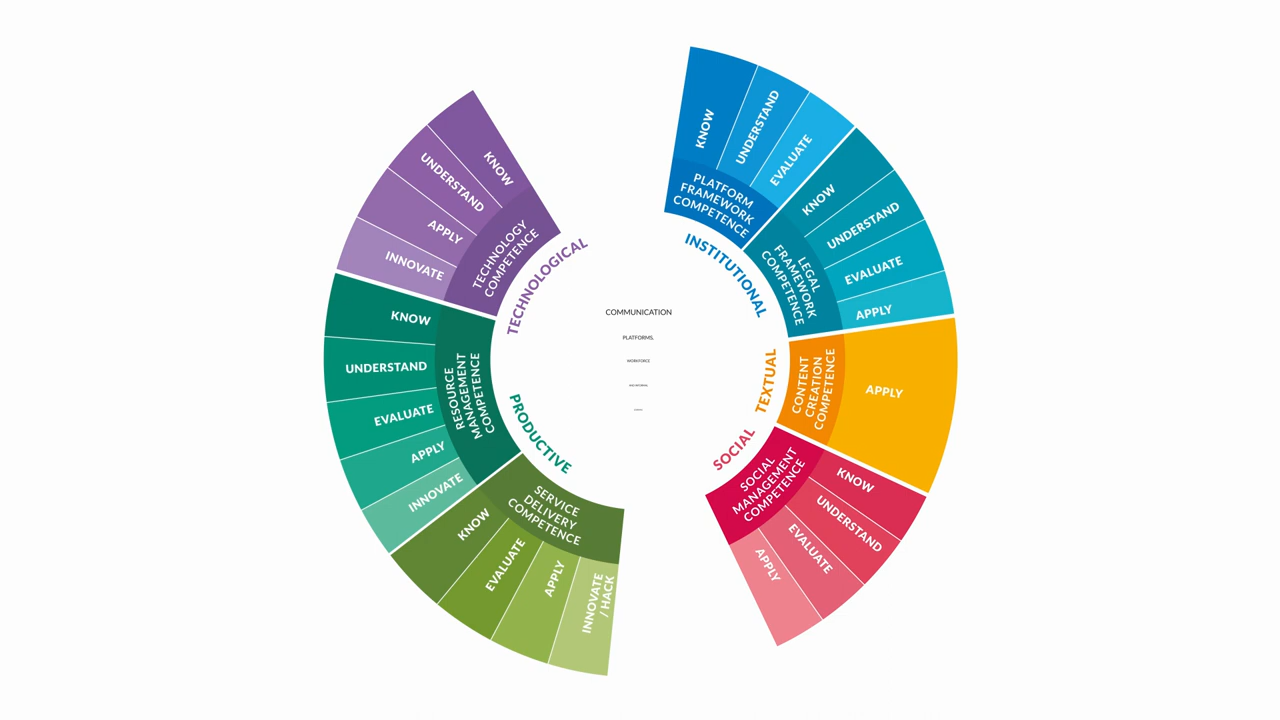 KNOW
UNDERSTAND
EVALUATE
PLATFORM
FRAMEWORK
COMPETENCE
INSTITUTIONAL
KNOW
UNDERSTAND
EVALUATE
APPLY
LEGAL
FRAMEWORK
COMPETENCE
TEXTUAL
CONTENT
CREATION
COMPETENCE
APPLY
SOCIAL
SOCIAL
MANAGEMENT
COMPETENCE
KNOW
UNDERSTAND
EVALUATE
APPLY
PRODUCTIVE
SERVICE
DELIVERY
COMPETENCE
KNOW
EVALUATE
APPLY
INNOVATE
/ HACK
RESOURCE
MANAGEMENT
COMPETENCE
KNOW
UNDERSTAND
EVALUATE
APPLY
INNOVATE
TECHNOLOGICAL
TECHNOLOGY
COMPETENCE
KNOW
UNDERSTAND
APPLY
INNOVATE
COMMUNICATION
PLATFORMS,
WORKFORCE